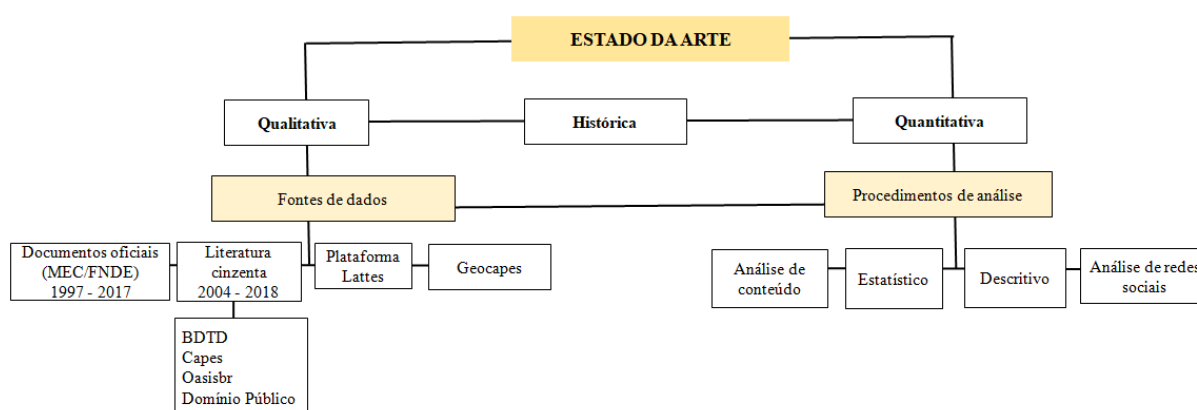 ESTADO DA ARTE
Qualitativa
Histórica
Quantitativa
Fontes de dados
Procedimentos de análise
Documentos oficiais
(MEC/FNDE)
1997 - 2017
Literatura
cinzenta
2004 - 2018
Plataforma
Lattes
Geocapes
Análise de
conteúdo
Estatístico
Descritivo
Análise de redes
sociais
BDTD
Capes
Oasisbr
Domínio Público